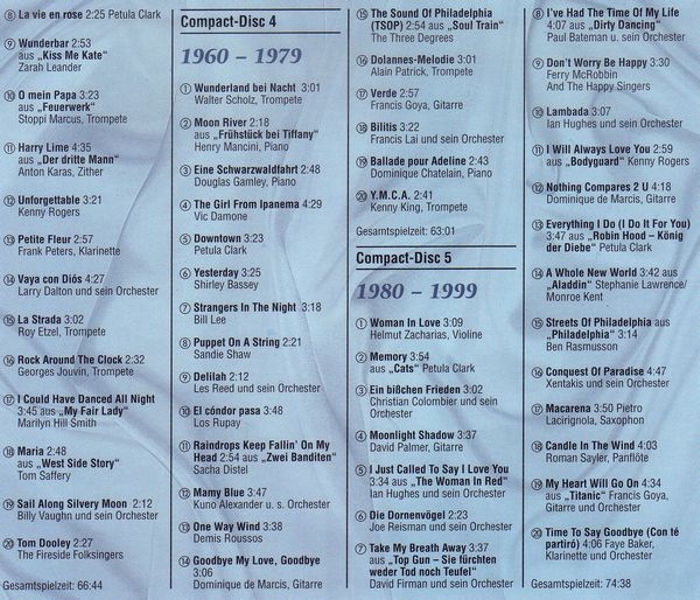 ⑧ La vie en rose 2:25 Petula Clark
⑨ Wunderbar 2:53
aus „Kiss Me Kate“
Zarah Leander
⑩ O mein Papa 3:23
aus „Feuerwerk“
Stoppi Marcus, Trompete
⑪ Harry Lime 4:35
aus „Der dritte Mann“
Anton Karas, Zither
⑫ Unforgettable 3:21
Kenny Rogers
⑬ Petite Fleur 2:57
Frank Peters, Klarinette
⑭ Vaya con Diós 4:27
Larry Dalton und sein Orchester
⑮ La Strada 3:02
Roy Etzel, Trompete
⑯ Rock Around The Clock 2:32
Georges Jouvin, Trompete
⑰ I Could Have Danced All Night
3:45 aus „My Fair Lady“
Marilyn Hill Smith
⑱ Maria 2:48
aus „West Side Story“
Tom Saffery
⑲ Sail Along Silvery Moon 2:12
Billy Vaughn und sein Orchester
⑳ Tom Dooley 2:27
The Fireside Folksingers
Gesamtspielzeit: 66:44
Compact-Disc 4
1960 – 1979
① Wunderland bei Nacht 3:01
Walter Scholz, Trompete
② Moon River 2:18
aus „Frühstück bei Tiffany“
Henry Mancini, Piano
③ Eine Schwarzwaldfahrt 2:48
Douglas Gamley, Piano
④ The Girl From Ipanema 4:29
Vic Damone
⑤ Downtown 3:23
Petula Clark
⑥ Yesterday 3:25
Shirley Bassey
⑦ Strangers In The Night 3:18
Bill Lee
⑧ Puppet On A String 2:21
Sandie Shaw
⑨ Delilah 2:12
Les Reed und sein Orchester
⑩ El cóndor pasa 3:48
Los Rupay
⑪ Raindrops Keep Fallin' On My
Head 2:54 aus „Zwei Banditen“
Sacha Distel
⑫ Mamy Blue 3:47
Kuno Alexander u. s. Orchester
⑬ One Way Wind 3:38
Demis Roussos
⑭ Goodbye My Love, Goodbye
3:06
Dominique de Marcis, Gitarre
⑮ The Sound Of Philadelphia
(TSOP) 2:54 aus „Soul Train“
The Three Degrees
⑯ Dolannes-Melodie 3:01
Alain Patrick, Trompete
⑰ Verde 2:57
Francis Goya, Gitarre
⑱ Bilitis 3:22
Francis Lai und sein Orchester
⑲ Ballade pour Adeline 2:43
Dominique Chatelain, Piano
⑳ Y.M.C.A. 2:41
Kenny King, Trompete
Gesamtspielzeit: 63:01
Compact-Disc 5
1980 – 1999
① Woman In Love 3:09
Helmut Zacharias, Violine
② Memory 3:54
aus „Cats“ Petula Clark
③ Ein bißchen Frieden 3:02
Christian Colombier und sein
Orchester
④ Moonlight Shadow 3:37
David Palmer, Gitarre
⑤ I Just Called To Say I Love You
3:34 aus „The Woman In Red“
Ian Hughes und sein Orchester
⑥ Die Dornenvögel 2:23
Joe Reisman und sein Orchester
⑦ Take My Breath Away 3:37
aus „Top Gun – Sie fürchten
weder Tod noch Teufel“
David Firman und sein Orchester
⑧ I've Had The Time Of My Life
4:07 aus „Dirty Dancing“
Paul Bateman u. sein Orchester
⑨ Don't Worry Be Happy 3:30
Ferry McRobbin
And The Happy Singers
⑩ Lambada 3:07
Ian Hughes und sein Orchester
⑪ I Will Always Love You 2:59
aus „Bodyguard“ Kenny Rogers
⑫ Nothing Compares 2 U 4:18
Dominique de Marcis, Gitarre
⑬ Everything I Do (I Do It For You)
3:47 aus „Robin Hood – König
der Diebe“ Petula Clark
⑭ A Whole New World 3:42 aus
„Aladdin“ Stephanie Lawrence/
Monroe Kent
⑮ Streets Of Philadelphia aus
„Philadelphia“ 3:14
Ben Rasmusson
⑯ Conquest Of Paradise 4:47
Xentakis und sein Orchester
⑰ Macarena 3:50 Pietro
Lacirignola, Saxophon
⑱ Candle In The Wind 4:03
Roman Sayler, Panflöte
⑲ My Heart Will Go On 4:34
aus „Titanic“ Francis Goya,
Gitarre und Orchester
⑳ Time To Say Goodbye (Con té
partiró) 4:06 Faye Baker,
Klarinette und Orchester
Gesamtspielzeit: 74:38